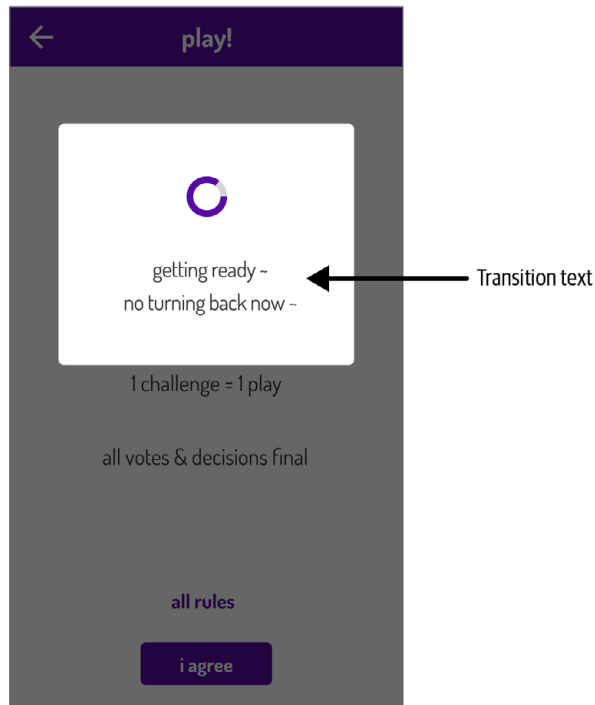 play!
getting ready ~
no turning back now ~
Transition text
1 challenge = 1 play
all votes & decisions final
all rules
i agree